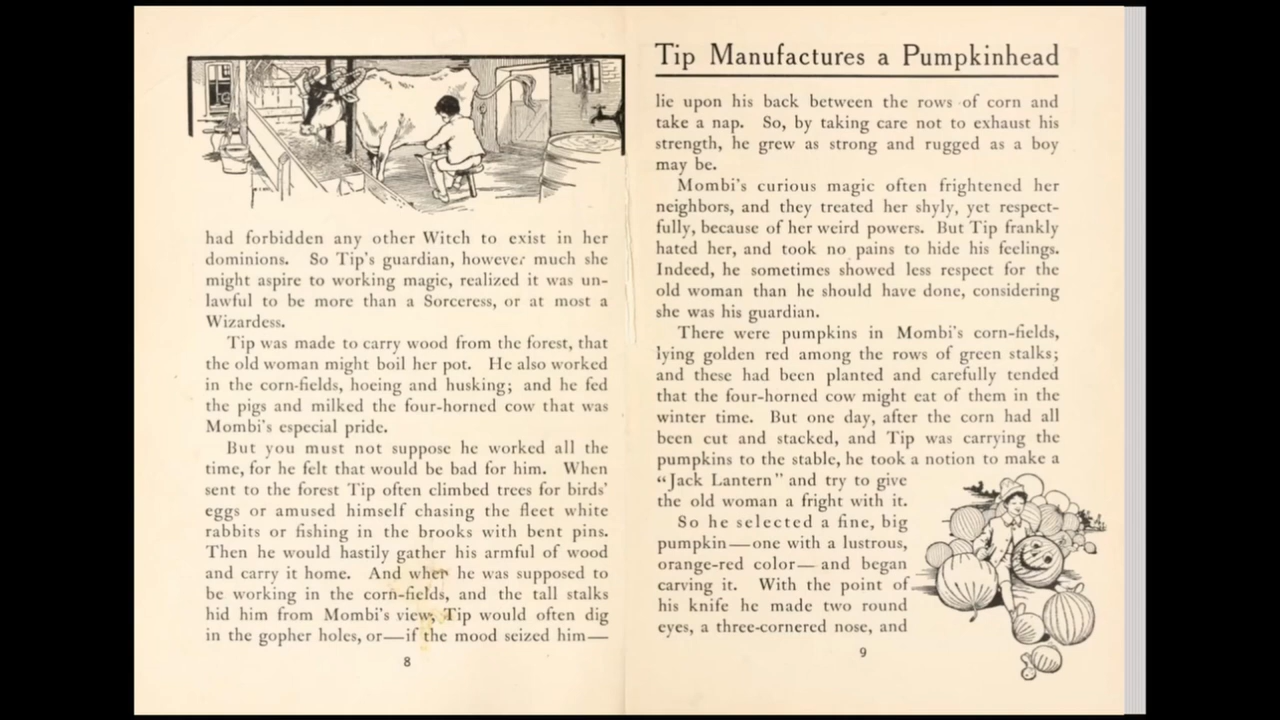 had forbidden any other Witch to exist in her
dominions. So Tip's guardian, however much she
might aspire to working magic, realized it was un-
lawful to be more than a Sorceress, or at most a
Wizardess.
Tip was made to carry wood from the forest, that
the old woman might boil her pot. He also worked
in the corn-fields, hoeing and husking; and he fed
the pigs and milked the four-horned cow that was
Mombi's especial pride.
But you must not suppose he worked all the
time, for he felt that would be bad for him. When
sent to the forest Tip often climbed trees for birds'
eggs or amused himself chasing the fleet white
rabbits or fishing in the brooks with bent pins.
Then he would hastily gather his armful of wood
and carry it home. And when he was supposed to
be working in the corn-fields, and the tall stalks
hid him from Mombi's view, Tip would often dig
in the gopher holes, or—if the mood seized him—
8
Tip Manufactures a Pumpkinhead
lie upon his back between the rows of corn and
take a nap. So, by taking care not to exhaust his
strength, he grew as strong and rugged as a boy
may be.
Mombi's curious magic often frightened her
neighbors, and they treated her shyly, yet respect-
fully, because of her weird powers. But Tip frankly
hated her, and took no pains to hide his feelings.
Indeed, he sometimes showed less respect for the
old woman than he should have done, considering
she was his guardian.
There were pumpkins in Mombi's corn-fields,
lying golden red among the rows of green stalks;
and these had been planted and carefully tended
that the four-horned cow might eat of them in the
winter time. But one day, after the corn had all
been cut and stacked, and Tip was carrying the
pumpkins to the stable, he took a notion to make a
"Jack Lantern" and try to give
the old woman a fright with it.
So he selected a fine, big
pumpkin—one with a lustrous,
orange-red color—and began
carving it. With the point of
his knife he made two round
eyes, a three-cornered nose, and
9